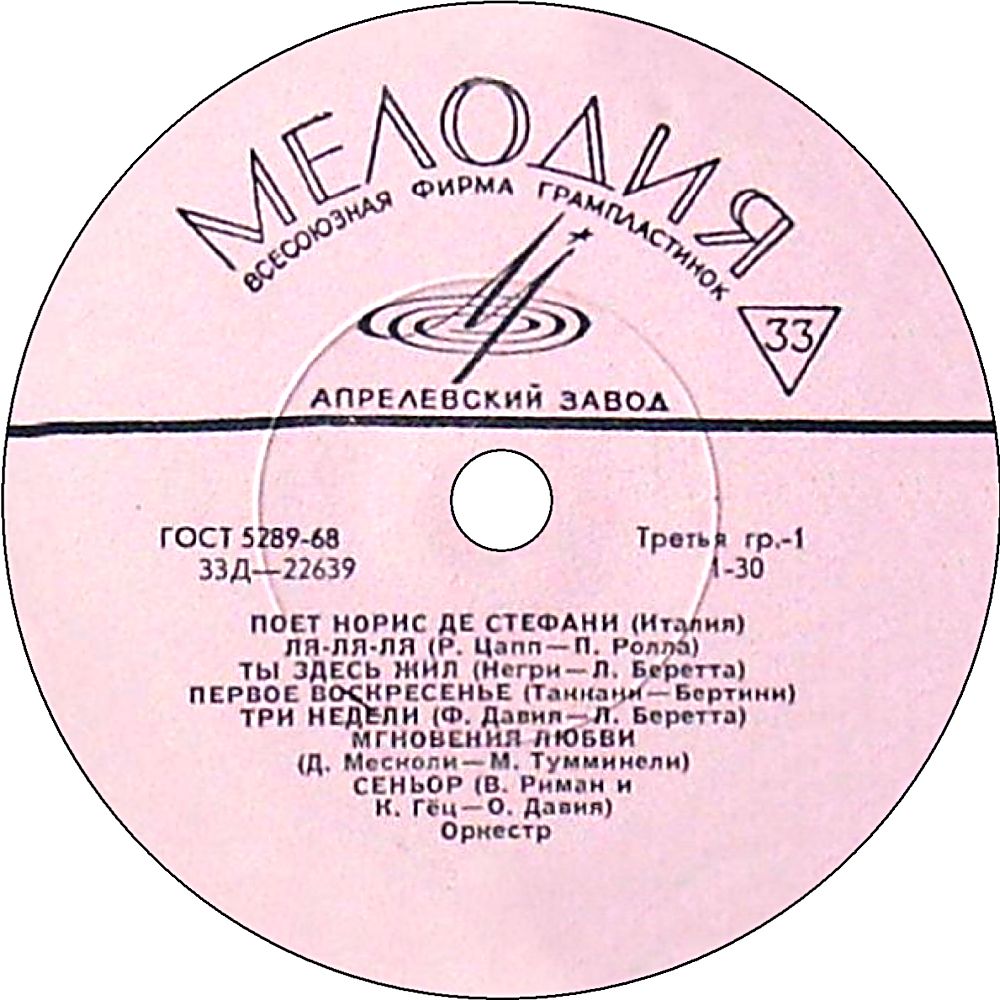 МЕЛОДИЯ
ВСЕСОЮЗНАЯ ФИРМА ГРАМПЛАСТИНОК
33
АПРЕЛЕВСКИЙ ЗАВОД
ГОСТ 5289-68
Третья гр.-1
33Д—22639
1-30
ПОЕТ НОРИС ДЕ СТЕФАНИ (Италия)
ЛЯ-ЛЯ-ЛЯ (Р. Цапп—П. Ролла)
ТЫ ЗДЕСЬ ЖИЛ (Негри—Л. Беретта)
ПЕРВОЕ ВОСКРЕСЕНЬЕ (Таккани—Бертини)
ТРИ НЕДЕЛИ (Ф. Давия—Л. Беретта)
МГНОВЕНИЯ ЛЮБВИ
(Д. Месколи—М. Тумминели)
СЕНЬОР (В. Риман и
К. Гёц—О. Давия)
Оркестр